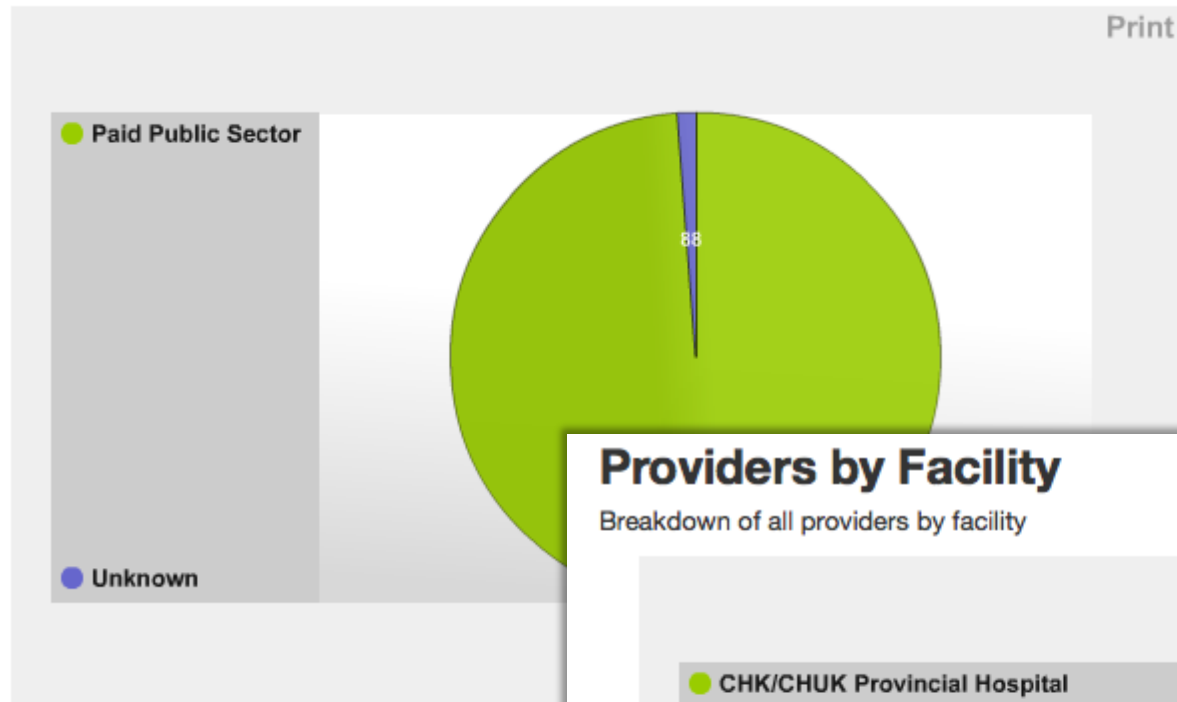 Print
Paid Public Sector
88
Unknown
Providers by Facility
Breakdown of all providers by facility
CHK/CHUK Provincial Hospital